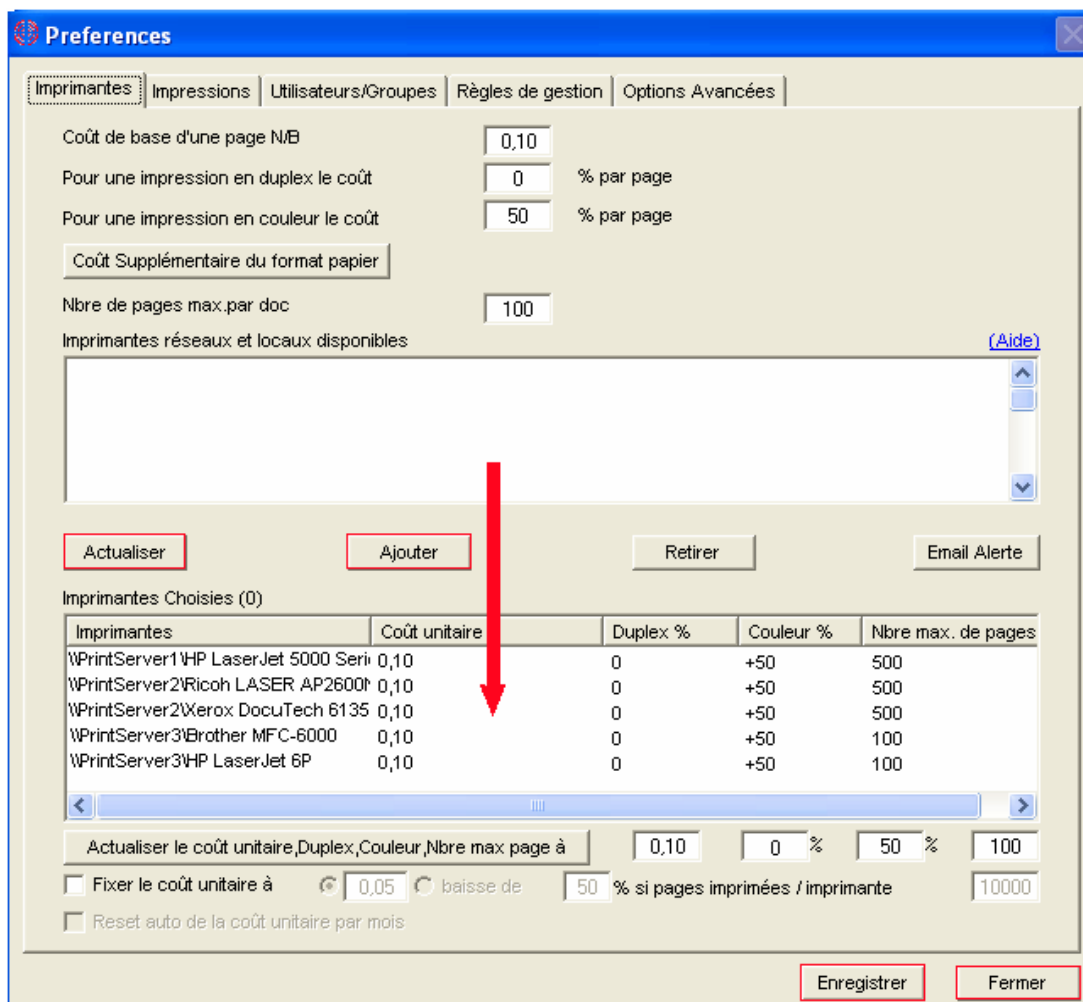 Preferences
Imprimantes Impressions Utilisateurs/Groupes Règles de gestion Options Avancées
Coût de base d'une page N/B 0,10
Pour une impression en duplex le coût 0 % par page
Pour une impression en couleur le coût 50 % par page
Coût Supplémentaire du format papier
Nbre de pages max.par doc 100
Imprimantes réseaux et locaux disponibles (Aide)
Actualiser Ajouter Retirer Email Alerte
Imprimantes Choisies (0)
Imprimantes Coût unitaire Duplex % Couleur % Nbre max. de pages
\\PrintServer1\HP LaserJet 5000 Seri 0,10 0 +50 500
\\PrintServer2\Ricoh LASER AP2600N 0,10 0 +50 500
\\PrintServer2\Xerox DocuTech 6135 0,10 0 +50 500
\\PrintServer3\Brother MFC-6000 0,10 0 +50 100
\\PrintServer3\HP LaserJet 6P 0,10 0 +50 100
Actualiser le coût unitaire,Duplex,Couleur,Nbre max page à 0,10 0 % 50 % 100
Fixer le coût unitaire à 0,05 baisse de 50 % si pages imprimées / imprimante 10000
Reset auto de la coût unitaire par mois
Enregistrer Fermer